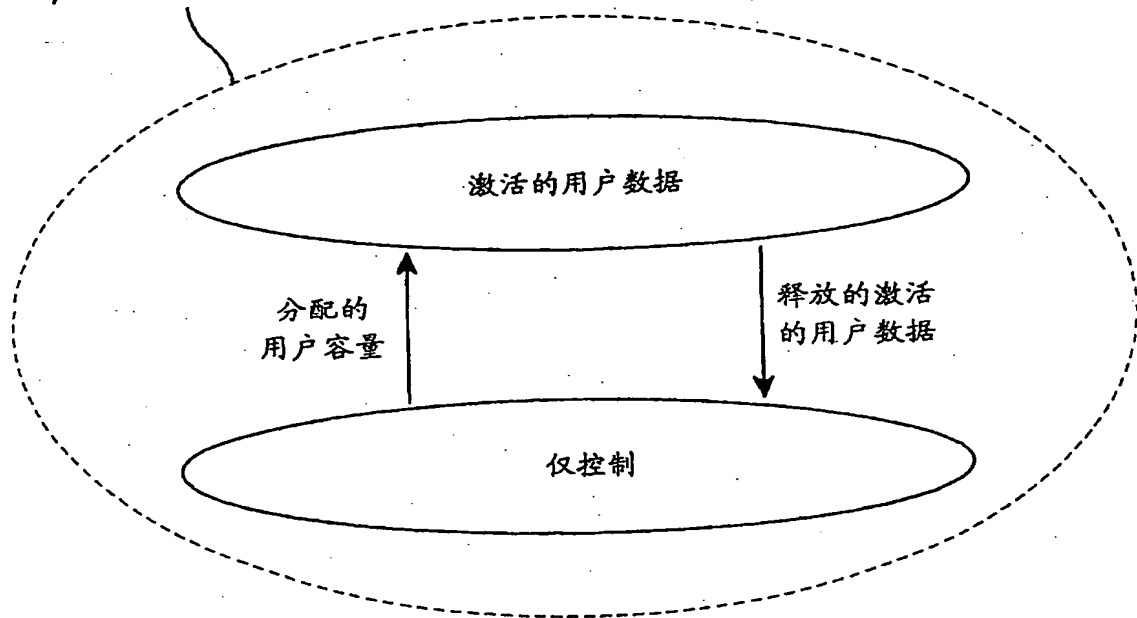 激活的用户数据
分配的
用户容量
释放的激活
的用户数据
仅控制